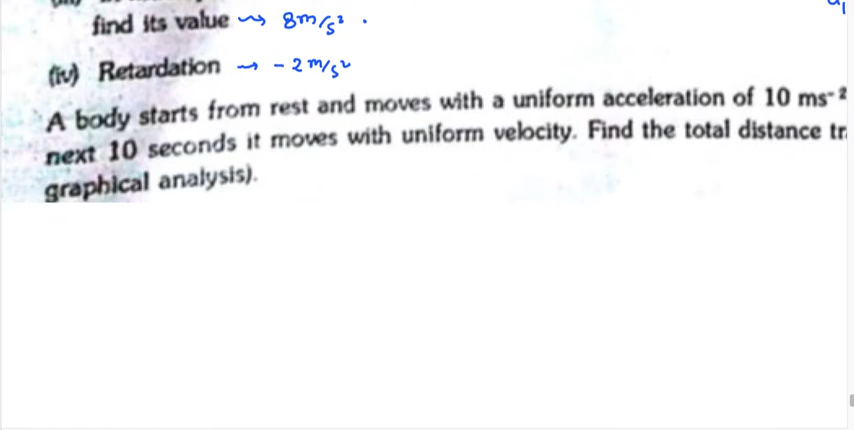 find its value ⇝ 8m/s² .
(iv) Retardation → - 2 m/s²
A body starts from rest and moves with a uniform acceleration of 10 ms⁻²
next 10 seconds it moves with uniform velocity. Find the total distance tr
graphical analysis).